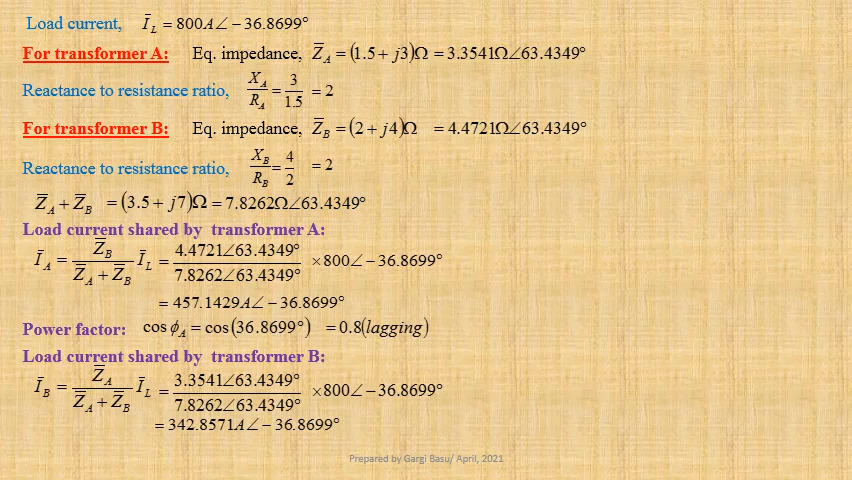 Load current, Ī_L = 800A∠−36.8699°
For transformer A: Eq. impedance, Z̄_A = (1.5 + j3)Ω = 3.3541Ω∠63.4349°
Reactance to resistance ratio, X_A/R_A = 3/1.5 = 2
For transformer B: Eq. impedance, Z̄_B = (2 + j4)Ω = 4.4721Ω∠63.4349°
Reactance to resistance ratio, X_B/R_B = 4/2 = 2
Z̄_A + Z̄_B = (3.5 + j7)Ω = 7.8262Ω∠63.4349°
Load current shared by transformer A:
Ī_A = Z̄_B/(Z̄_A + Z̄_B) Ī_L = 4.4721∠63.4349°/7.8262∠63.4349° ×800∠−36.8699°
= 457.1429A∠−36.8699°
Power factor: cos ϕ_A = cos(36.8699°) = 0.8(lagging)
Load current shared by transformer B:
Ī_B = Z̄_A/(Z̄_A + Z̄_B) Ī_L = 3.3541∠63.4349°/7.8262∠63.4349° ×800∠−36.8699°
= 342.8571A∠−36.8699°
Prepared by Gargi Basu/ April, 2021